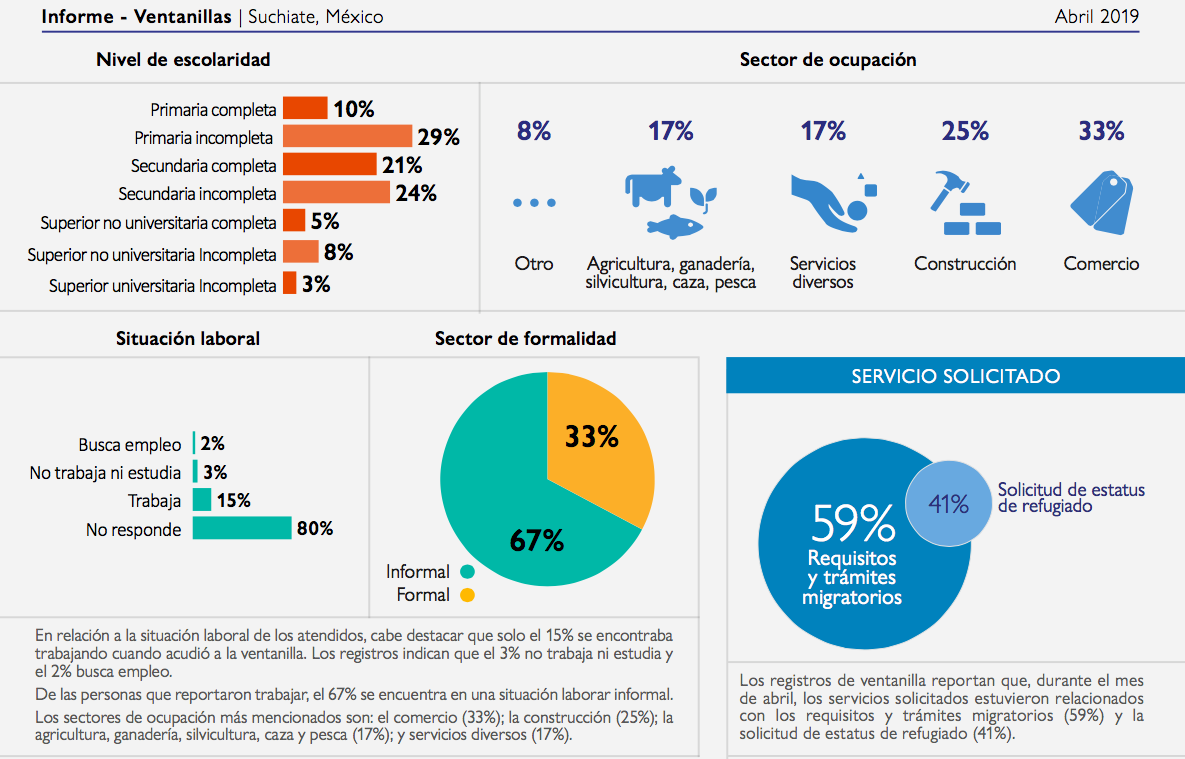 Informe - Ventanillas | Suchiate, México
Abril 2019
Nivel de escolaridad
Primaria completa 10%
Primaria incompleta 29%
Secundaria completa 21%
Secundaria incompleta 24%
Superior no universitaria completa 5%
Superior no universitaria Incompleta 8%
Superior universitaria Incompleta 3%
Sector de ocupación
8% 17% 17% 25% 33%
Otro
Agricultura, ganadería,
silvicultura, caza, pesca
Servicios
diversos
Construcción
Comercio
Situación laboral
Busca empleo 2%
No trabaja ni estudia 3%
Trabaja 15%
No responde 80%
Sector de formalidad
33%
67%
Informal
Formal
En relación a la situación laboral de los atendidos, cabe destacar que solo el 15% se encontraba
trabajando cuando acudió a la ventanilla. Los registros indican que el 3% no trabaja ni estudia y
el 2% busca empleo.
De las personas que reportaron trabajar, el 67% se encuentra en una situación laborar informal.
Los sectores de ocupación más mencionados son: el comercio (33%); la construcción (25%); la
agricultura, ganadería, silvicultura, caza y pesca (17%); y servicios diversos (17%).
SERVICIO SOLICITADO
59%
Requisitos
y trámites
migratorios
41%
Solicitud de estatus
de refugiado
Los registros de ventanilla reportan que, durante el mes
de abril, los servicios solicitados estuvieron relacionados
con los requisitos y trámites migratorios (59%) y la
solicitud de estatus de refugiado (41%).